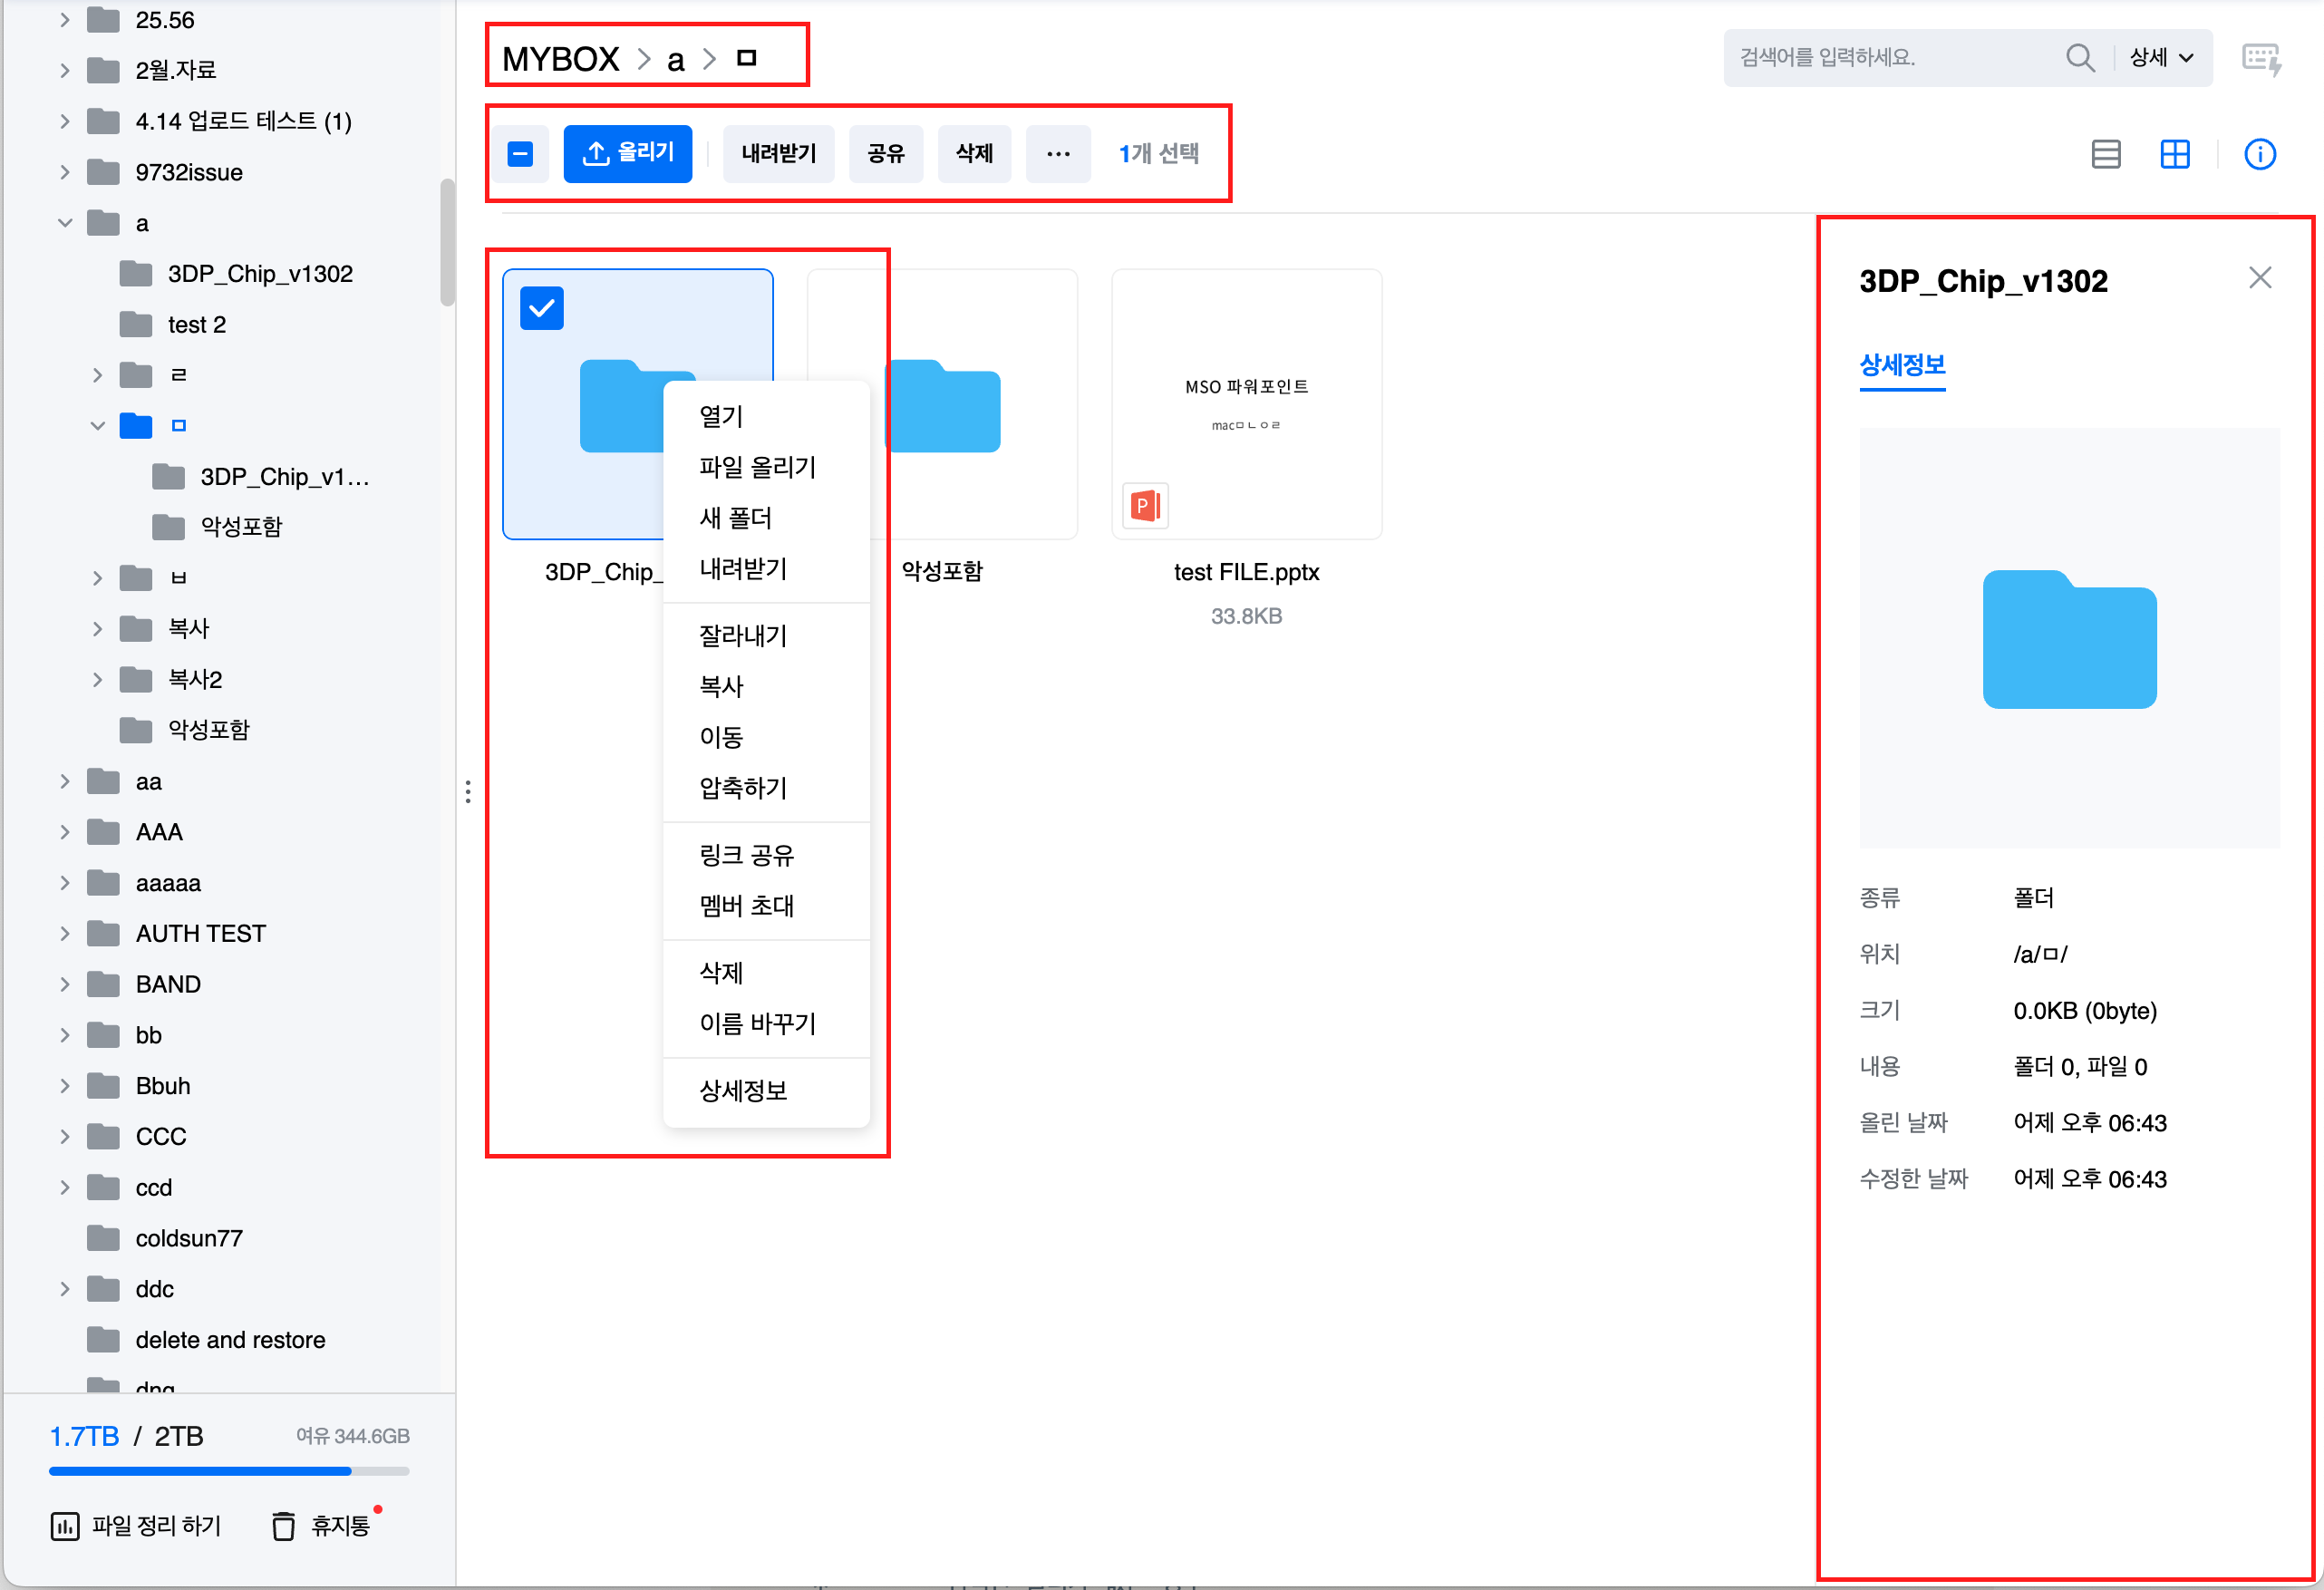 25.56
2월.자료
4.14 업로드 테스트 (1)
9732issue
a
3DP_Chip_v1302
test 2
ㄹ
ㅁ
3DP_Chip_v1...
악성포함
ㅂ
복사
복사2
악성포함
aa
AAA
aaaaa
AUTH TEST
BAND
bb
Bbuh
CCC
ccd
coldsun77
ddc
delete and restore
dng
1.7TB / 2TB
여유 344.6GB
파일 정리 하기
휴지통
MYBOX > a > ㅁ
검색어를 입력하세요.
상세
올리기
내려받기
공유
삭제
...
1개 선택
3DP_Chip_
악성포함
MSO 파워포인트
macㅁㄴㅇㄹ
P
test FILE.pptx
33.8KB
열기
파일 올리기
새 폴더
내려받기
잘라내기
복사
이동
압축하기
링크 공유
멤버 초대
삭제
이름 바꾸기
상세정보
3DP_Chip_v1302
상세정보
종류 폴더
위치 /a/ㅁ/
크기 0.0KB (0byte)
내용 폴더 0, 파일 0
올린 날짜 어제 오후 06:43
수정한 날짜 어제 오후 06:43